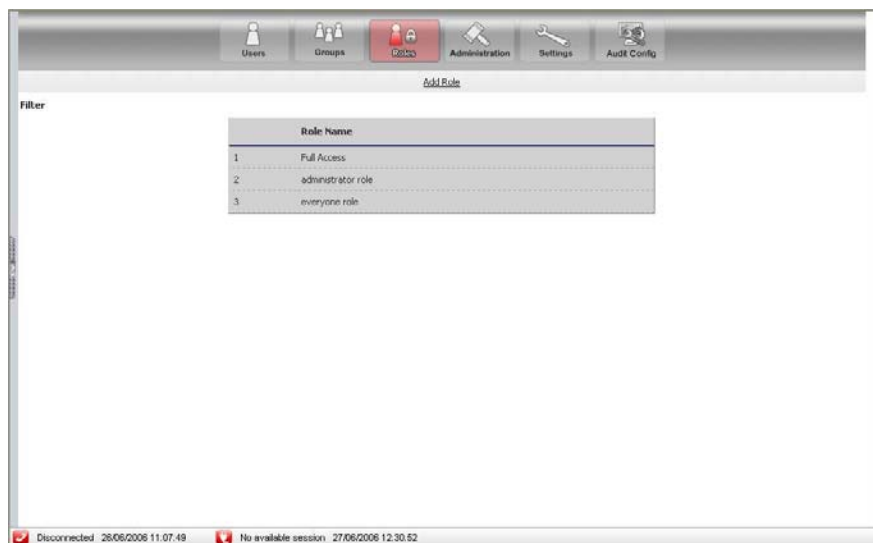 Users Groups Roles Administration Settings Audit Config
Add Role
Filter
Role Name
1 Full Access
2 administrator role
3 everyone role
Disconnected 26/06/2006 11.07.49 No available session 27/06/2006 12.30.52